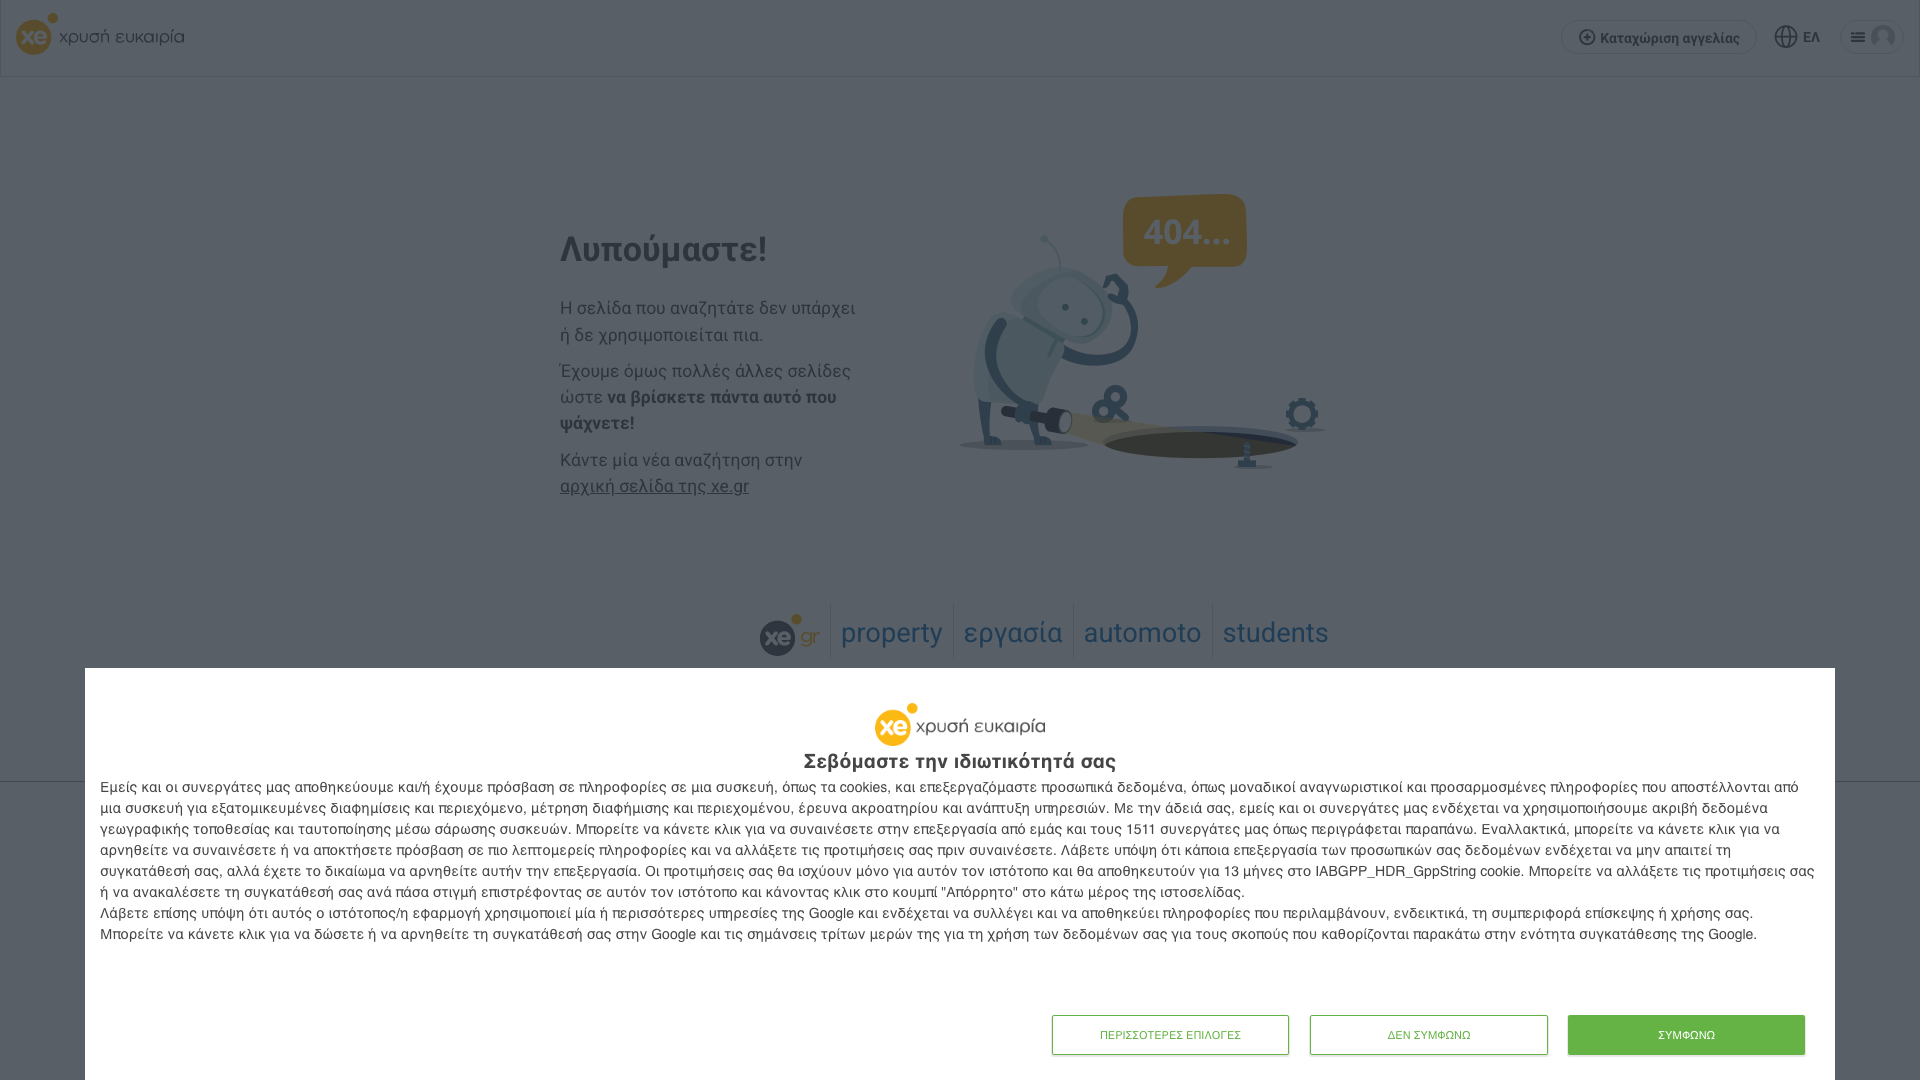 xe χρυσή ευκαιρία
Καταχώριση αγγελίας
ΕΛ
404...
Λυπούμαστε!
Η σελίδα που αναζητάτε δεν υπάρχει
ή δε χρησιμοποιείται πια.
Έχουμε όμως πολλές άλλες σελίδες
ώστε να βρίσκετε πάντα αυτό που
ψάχνετε!
Κάντε μία νέα αναζήτηση στην
αρχική σελίδα της xe.gr
xe gr property εργασία automoto students
xe χρυσή ευκαιρία
Σεβόμαστε την ιδιωτικότητά σας
Εμείς και οι συνεργάτες μας αποθηκεύουμε και/ή έχουμε πρόσβαση σε πληροφορίες σε μια συσκευή, όπως τα cookies, και επεξεργαζόμαστε προσωπικά δεδομένα, όπως μοναδικοί αναγνωριστικοί και προσαρμοσμένες πληροφορίες που αποστέλλονται από
μια συσκευή για εξατομικευμένες διαφημίσεις και περιεχόμενο, μέτρηση διαφήμισης και περιεχομένου, έρευνα ακροατηρίου και ανάπτυξη υπηρεσιών. Με την άδειά σας, εμείς και οι συνεργάτες μας ενδέχεται να χρησιμοποιήσουμε ακριβή δεδομένα
γεωγραφικής τοποθεσίας και ταυτοποίησης μέσω σάρωσης συσκευών. Μπορείτε να κάνετε κλικ για να συναινέσετε στην επεξεργασία από εμάς και τους 1511 συνεργάτες μας όπως περιγράφεται παραπάνω. Εναλλακτικά, μπορείτε να κάνετε κλικ για να
αρνηθείτε να συναινέσετε ή να αποκτήσετε πρόσβαση σε πιο λεπτομερείς πληροφορίες και να αλλάξετε τις προτιμήσεις σας πριν συναινέσετε. Λάβετε υπόψη ότι κάποια επεξεργασία των προσωπικών σας δεδομένων ενδέχεται να μην απαιτεί τη
συγκατάθεσή σας, αλλά έχετε το δικαίωμα να αρνηθείτε αυτήν την επεξεργασία. Οι προτιμήσεις σας θα ισχύουν μόνο για αυτόν τον ιστότοπο και θα αποθηκευτούν για 13 μήνες στο IABGPP_HDR_GppString cookie. Μπορείτε να αλλάξετε τις προτιμήσεις σας
ή να ανακαλέσετε τη συγκατάθεσή σας ανά πάσα στιγμή επιστρέφοντας σε αυτόν τον ιστότοπο και κάνοντας κλικ στο κουμπί "Απόρρητο" στο κάτω μέρος της ιστοσελίδας.
Λάβετε επίσης υπόψη ότι αυτός ο ιστότοπος/η εφαρμογή χρησιμοποιεί μία ή περισσότερες υπηρεσίες της Google και ενδέχεται να συλλέγει και να αποθηκεύει πληροφορίες που περιλαμβάνουν, ενδεικτικά, τη συμπεριφορά επίσκεψης ή χρήσης σας.
Μπορείτε να κάνετε κλικ για να δώσετε ή να αρνηθείτε τη συγκατάθεσή σας στην Google και τις σημάνσεις τρίτων μερών της για τη χρήση των δεδομένων σας για τους σκοπούς που καθορίζονται παρακάτω στην ενότητα συγκατάθεσης της Google.
ΠΕΡΙΣΣΟΤΕΡΕΣ ΕΠΙΛΟΓΕΣ
ΔΕΝ ΣΥΜΦΩΝΩ
ΣΥΜΦΩΝΩ